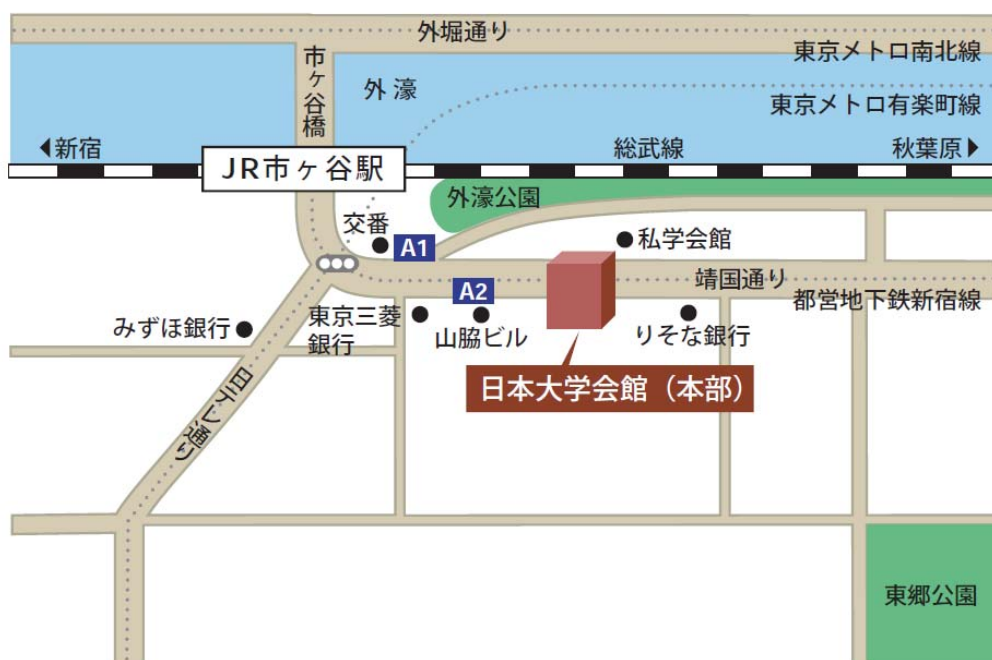 外堀通り
東京メトロ南北線
市ヶ谷橋
外濠
東京メトロ有楽町線
新宿
総武線
秋葉原
JR市ヶ谷駅
外濠公園
交番
A1
私学会館
靖国通り
A2
都営地下鉄新宿線
みずほ銀行
東京三菱
銀行
山脇ビル
りそな銀行
日本大学会館（本部）
日テレ通り
東郷公園